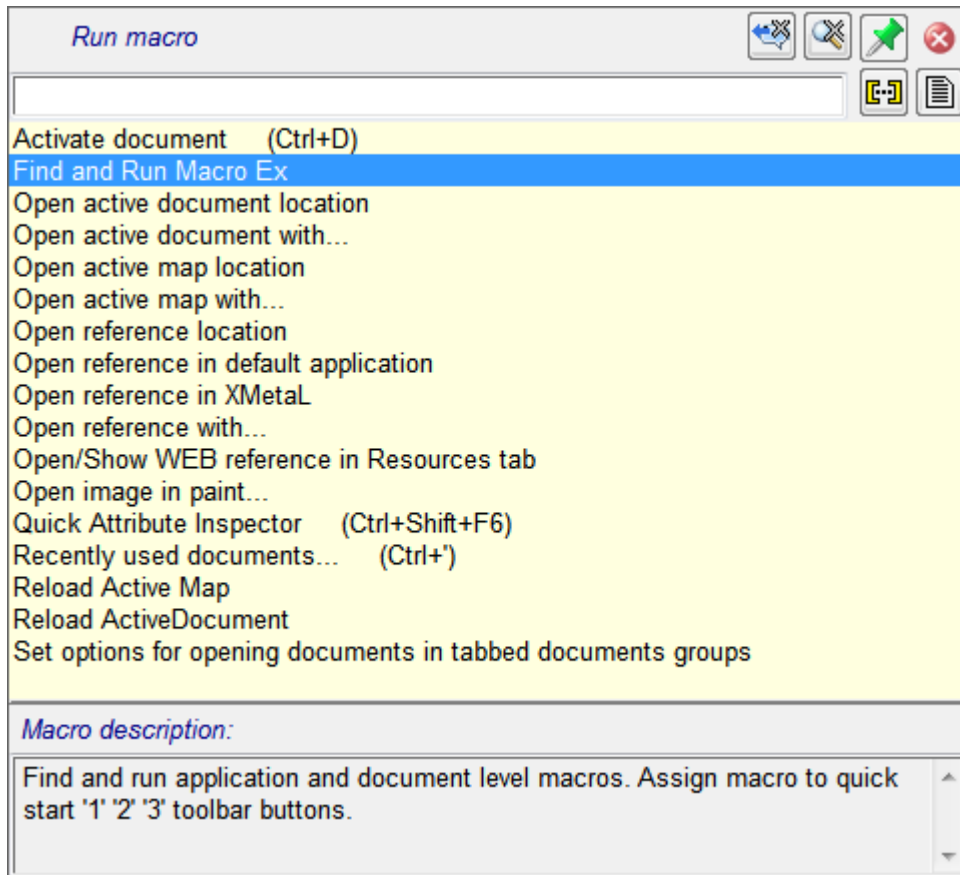 Run macro
Activate document (Ctrl+D)
Find and Run Macro Ex
Open active document location
Open active document with...
Open active map location
Open active map with...
Open reference location
Open reference in default application
Open reference in XMetaL
Open reference with...
Open/Show WEB reference in Resources tab
Open image in paint...
Quick Attribute Inspector (Ctrl+Shift+F6)
Recently used documents... (Ctrl+')
Reload Active Map
Reload ActiveDocument
Set options for opening documents in tabbed documents groups
Macro description:
Find and run application and document level macros. Assign macro to quick
start '1' '2' '3' toolbar buttons.